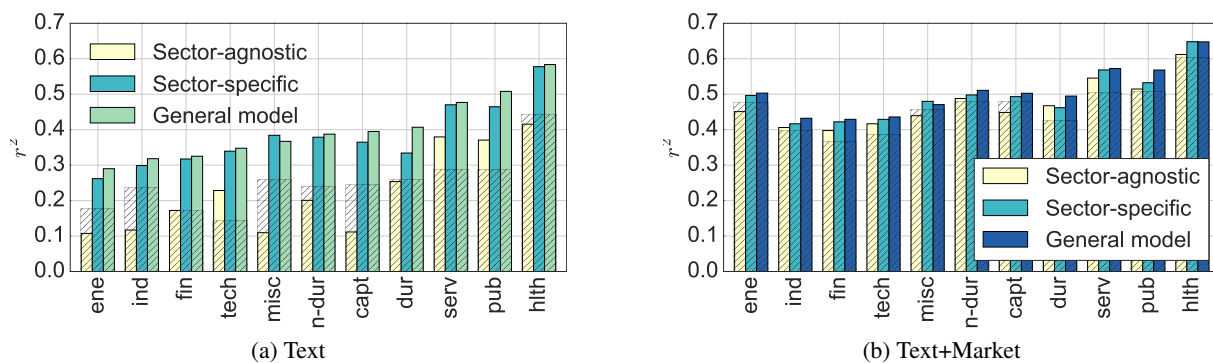 0.7
0.6
0.5
0.4
0.3
0.2
0.1
0.0
r²
Sector-agnostic
Sector-specific
General model
ene
ind
fin
tech
misc
n-dur
capt
dur
serv
pub
hlth
(a) Text
0.7
0.6
0.5
0.4
0.3
0.2
0.1
0.0
r²
Sector-agnostic
Sector-specific
General model
ene
ind
fin
tech
misc
n-dur
capt
dur
serv
pub
hlth
(b) Text+Market